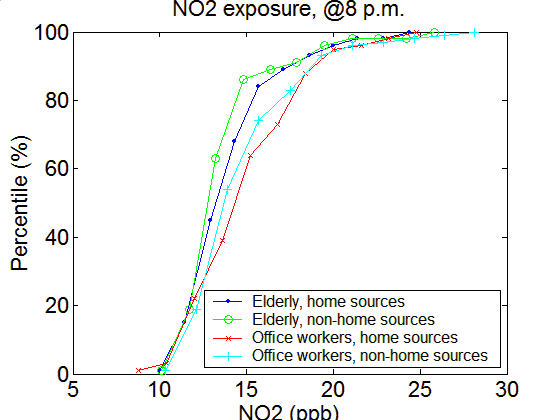 NO2 exposure, @8 p.m.
100
80
60
40
20
0
Percentile (%)
Elderly, home sources
Elderly, non-home sources
Office workers, home sources
Office workers, non-home sources
5
10
15
20
25
30
NO2 (ppb)